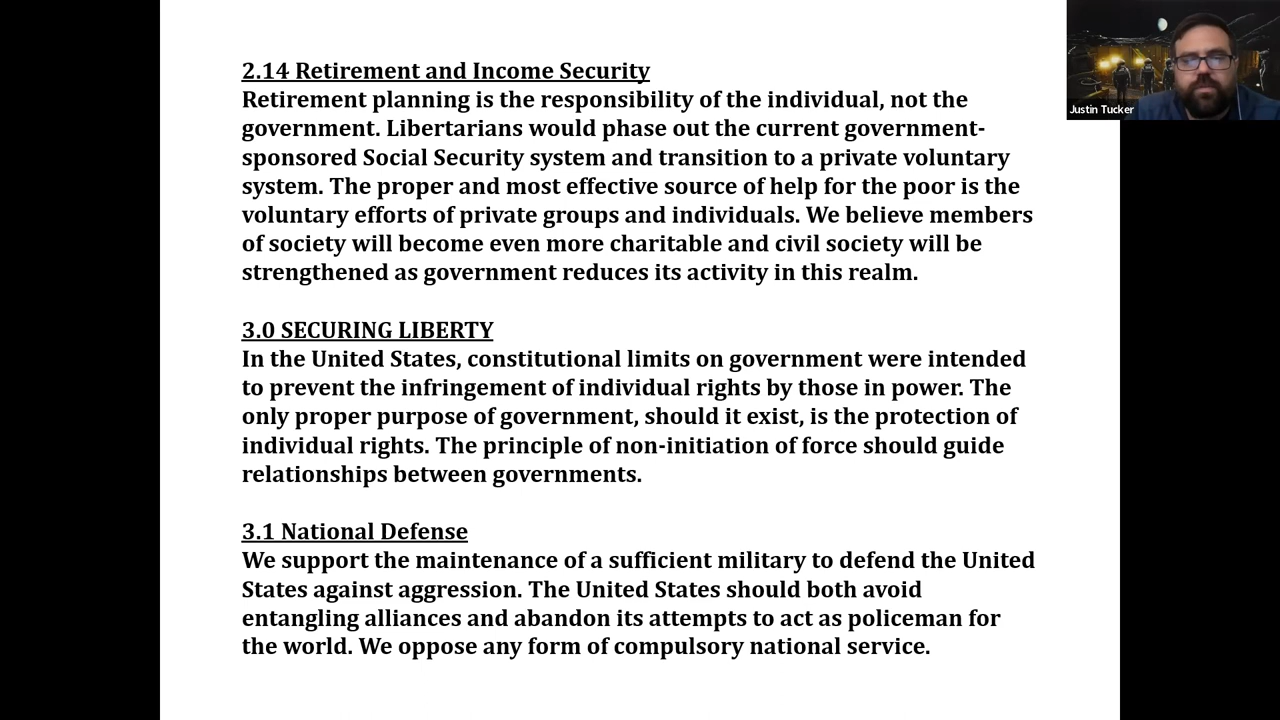 2.14 Retirement and Income Security
Retirement planning is the responsibility of the individual, not the
government. Libertarians would phase out the current government-
sponsored Social Security system and transition to a private voluntary
system. The proper and most effective source of help for the poor is the
voluntary efforts of private groups and individuals. We believe members
of society will become even more charitable and civil society will be
strengthened as government reduces its activity in this realm.
3.0 SECURING LIBERTY
In the United States, constitutional limits on government were intended
to prevent the infringement of individual rights by those in power. The
only proper purpose of government, should it exist, is the protection of
individual rights. The principle of non-initiation of force should guide
relationships between governments.
3.1 National Defense
We support the maintenance of a sufficient military to defend the United
States against aggression. The United States should both avoid
entangling alliances and abandon its attempts to act as policeman for
the world. We oppose any form of compulsory national service.
Justin Tucker